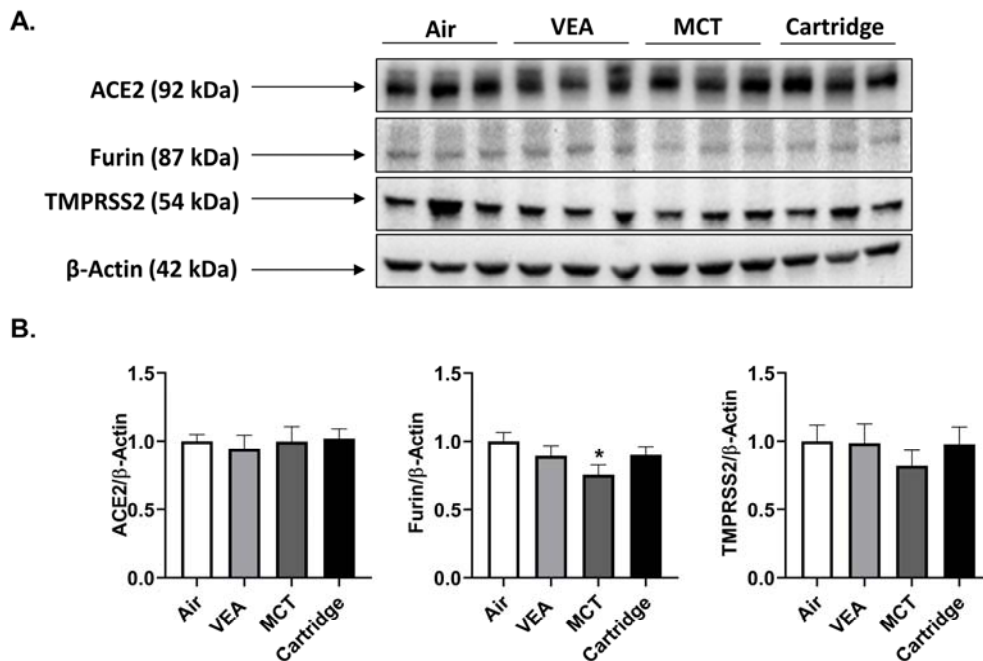 A.
Air VEA MCT Cartridge
ACE2 (92 kDa)
Furin (87 kDa)
TMPRSS2 (54 kDa)
β-Actin (42 kDa)
B.
ACE2/β-Actin
1.5
1.0
0.5
0.0
Air
VEA
MCT
Cartridge
Furin/β-Actin
1.5
1.0
0.5
0.0
*
Air
VEA
MCT
Cartridge
TMPRSS2/β-Actin
1.5
1.0
0.5
0.0
Air
VEA
MCT
Cartridge